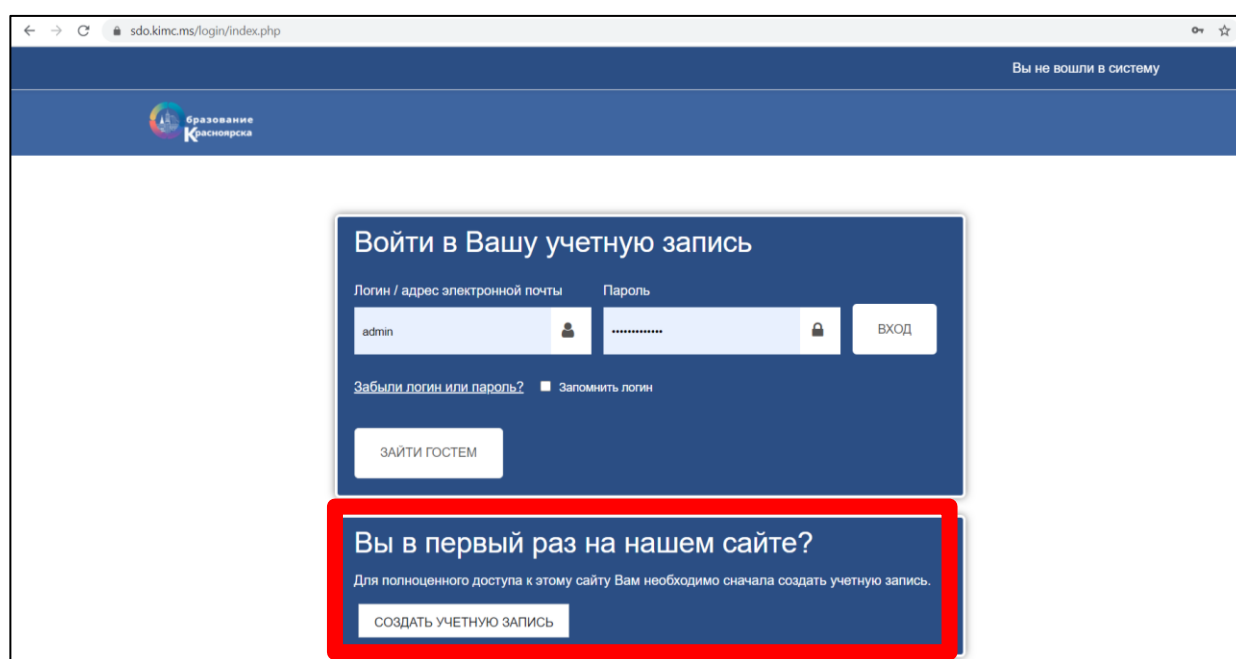 sdo.kimc.ms/login/index.php
Вы не вошли в систему
бразование
Красноярска
Войти в Вашу учетную запись
Логин / адрес электронной почты Пароль
admin ••••••••••••• ВХОД
Забыли логин или пароль? Запомнить логин
ЗАЙТИ ГОСТЕМ
Вы в первый раз на нашем сайте?
Для полноценного доступа к этому сайту Вам необходимо сначала создать учетную запись.
СОЗДАТЬ УЧЕТНУЮ ЗАПИСЬ